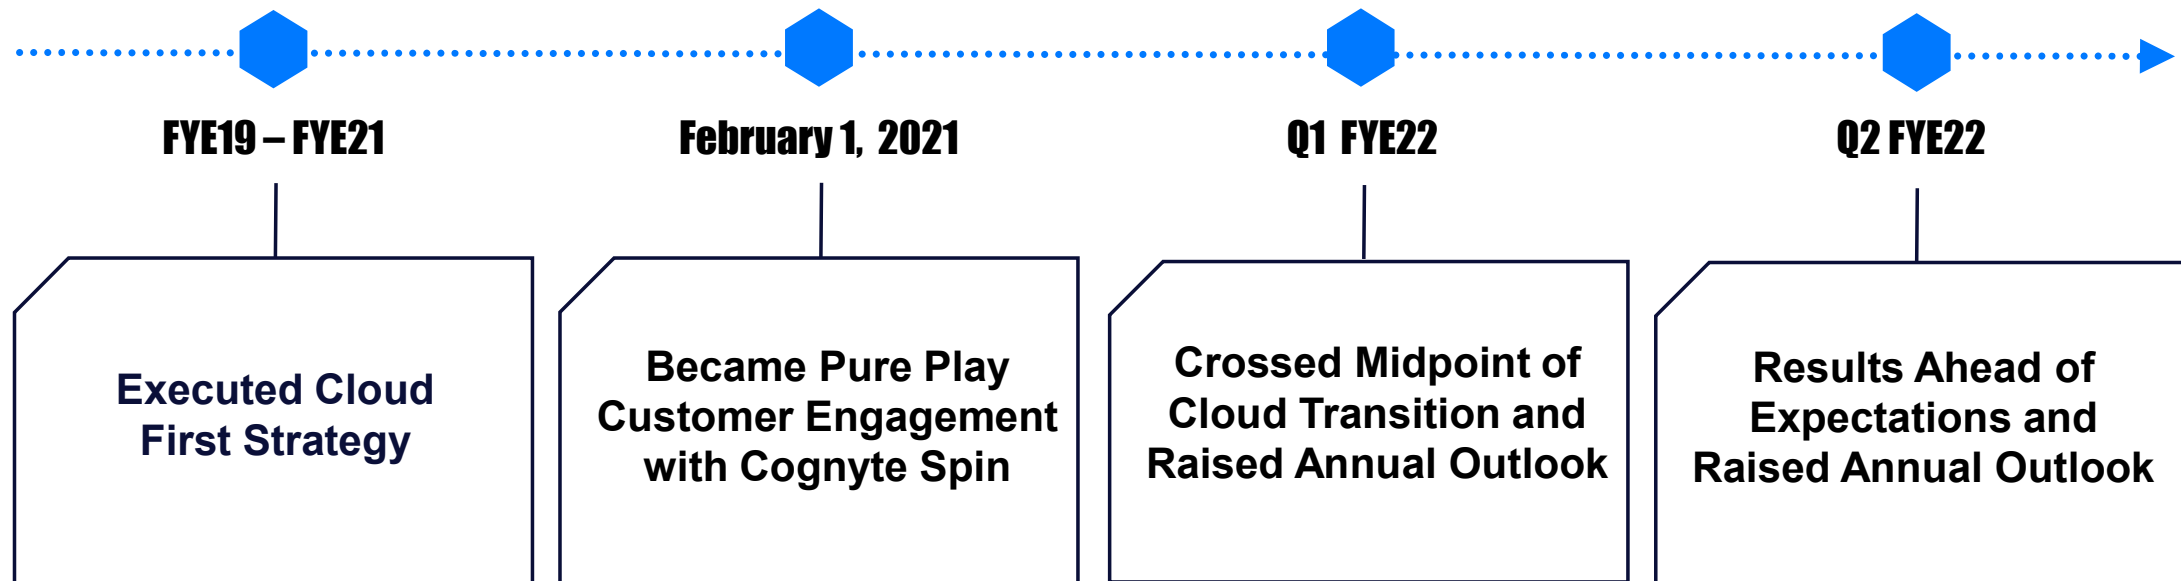 FYE19 – FYE21
February 1, 2021
Q1 FYE22
Q2 FYE22
Executed Cloud
First Strategy
Became Pure Play
Customer Engagement
with Cognyte Spin
Crossed Midpoint of
Cloud Transition and
Raised Annual Outlook
Results Ahead of
Expectations and
Raised Annual Outlook